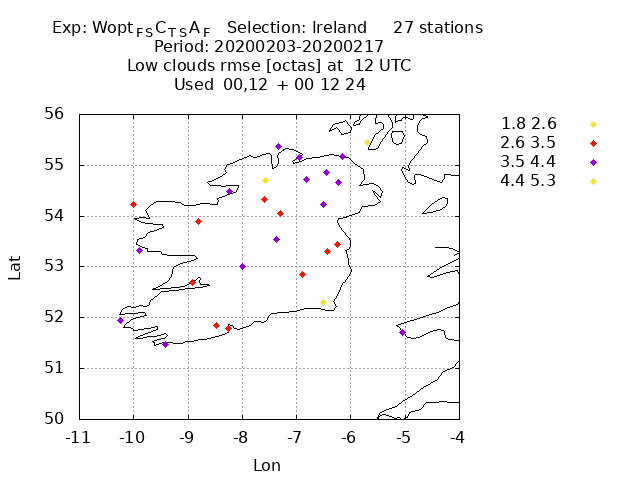 Exp: Wopt FS C TS A F Selection: Ireland 27 stations
Period: 20200203-20200217
Low clouds rmse [octas] at 12 UTC
Used 00,12 + 00 12 24
1.8 2.6
2.6 3.5
3.5 4.4
4.4 5.3
56
55
54
53
52
51
50
Lat
-11 -10 -9 -8 -7 -6 -5 -4
Lon